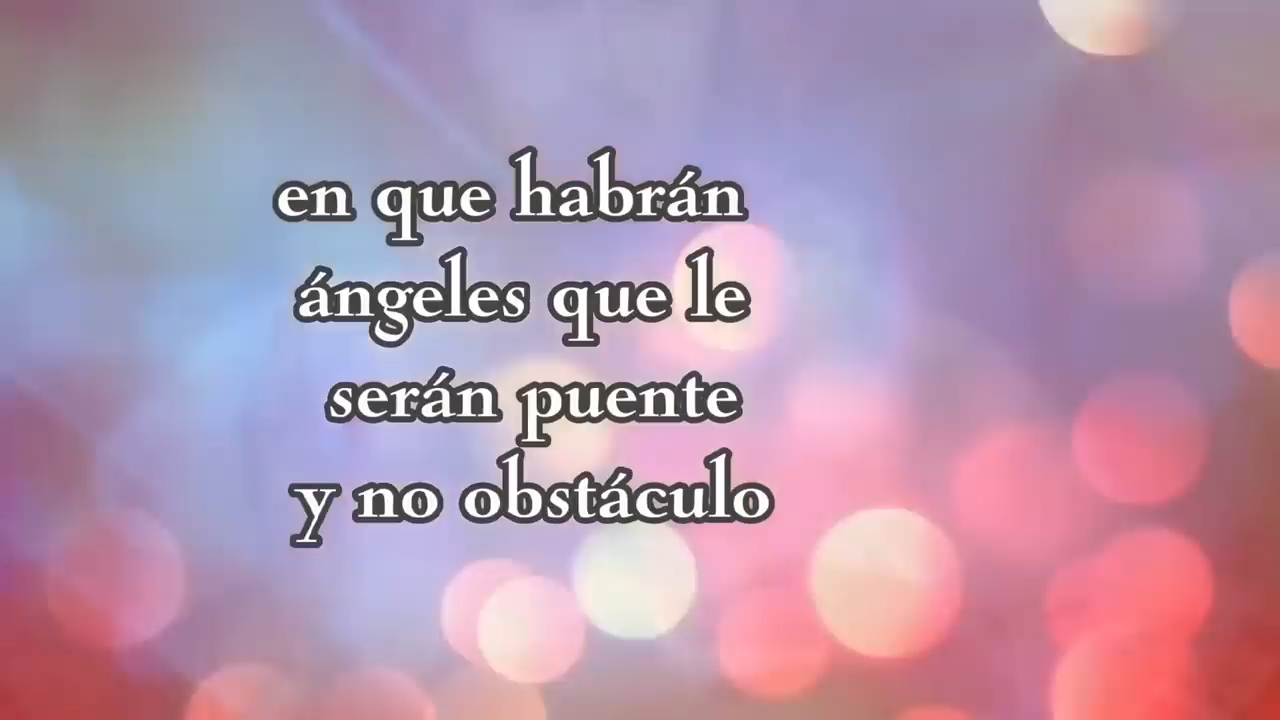 en que habrán
ángeles que le
serán puente
y no obstáculo